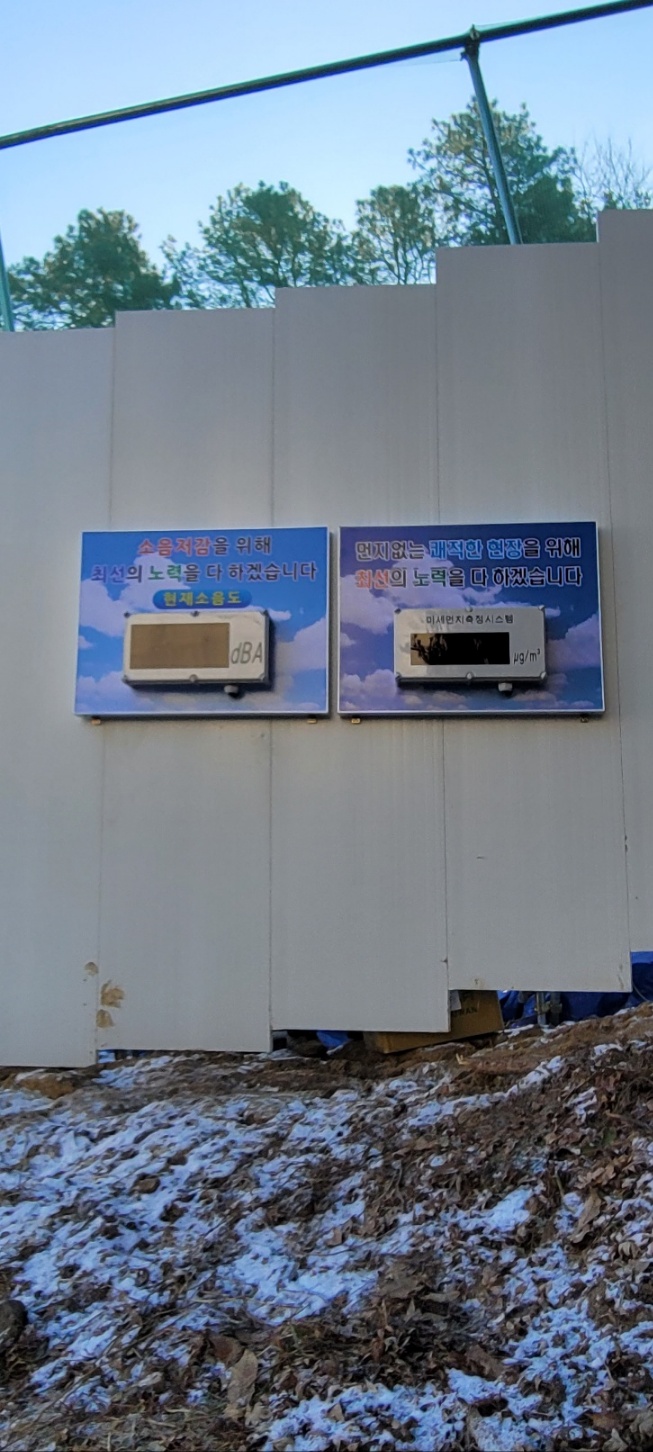 소음저감을 위해
최선의 노력을 다 하겠습니다
현재소음도
dBA
먼지없는 쾌적한 현장을 위해
최선의 노력을 다 하겠습니다
미세먼지측정시스템
µg/m³